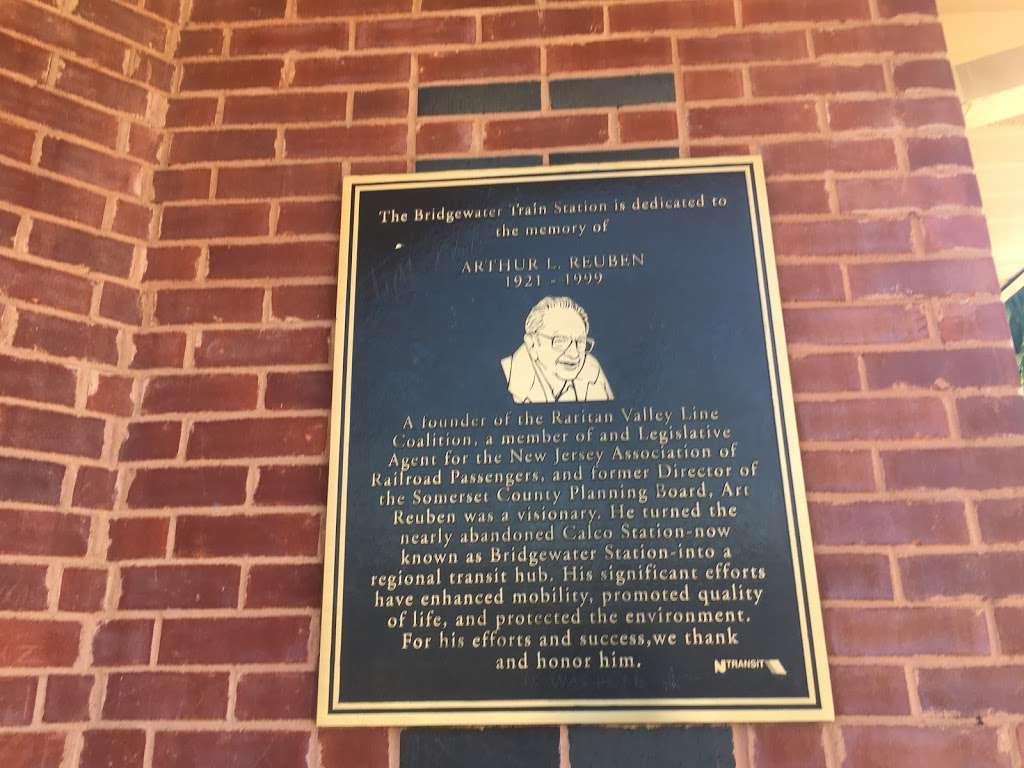 The Bridgewater Train Station is dedicated to
the memory of
ARTHUR L. REUBEN
1921 - 1999
A founder of the Raritan Valley Line
Coalition, a member of and Legislative
Agent for the New Jersey Association of
Railroad Passengers, and former Director of
the Somerset County Planning Board, Art
Reuben was a visionary. He turned the
nearly abandoned Calco Station-now
known as Bridgewater Station-into a
regional transit hub. His significant efforts
have enhanced mobility, promoted quality
of life, and protected the environment.
For his efforts and success,we thank
and honor him.
NJ TRANSIT